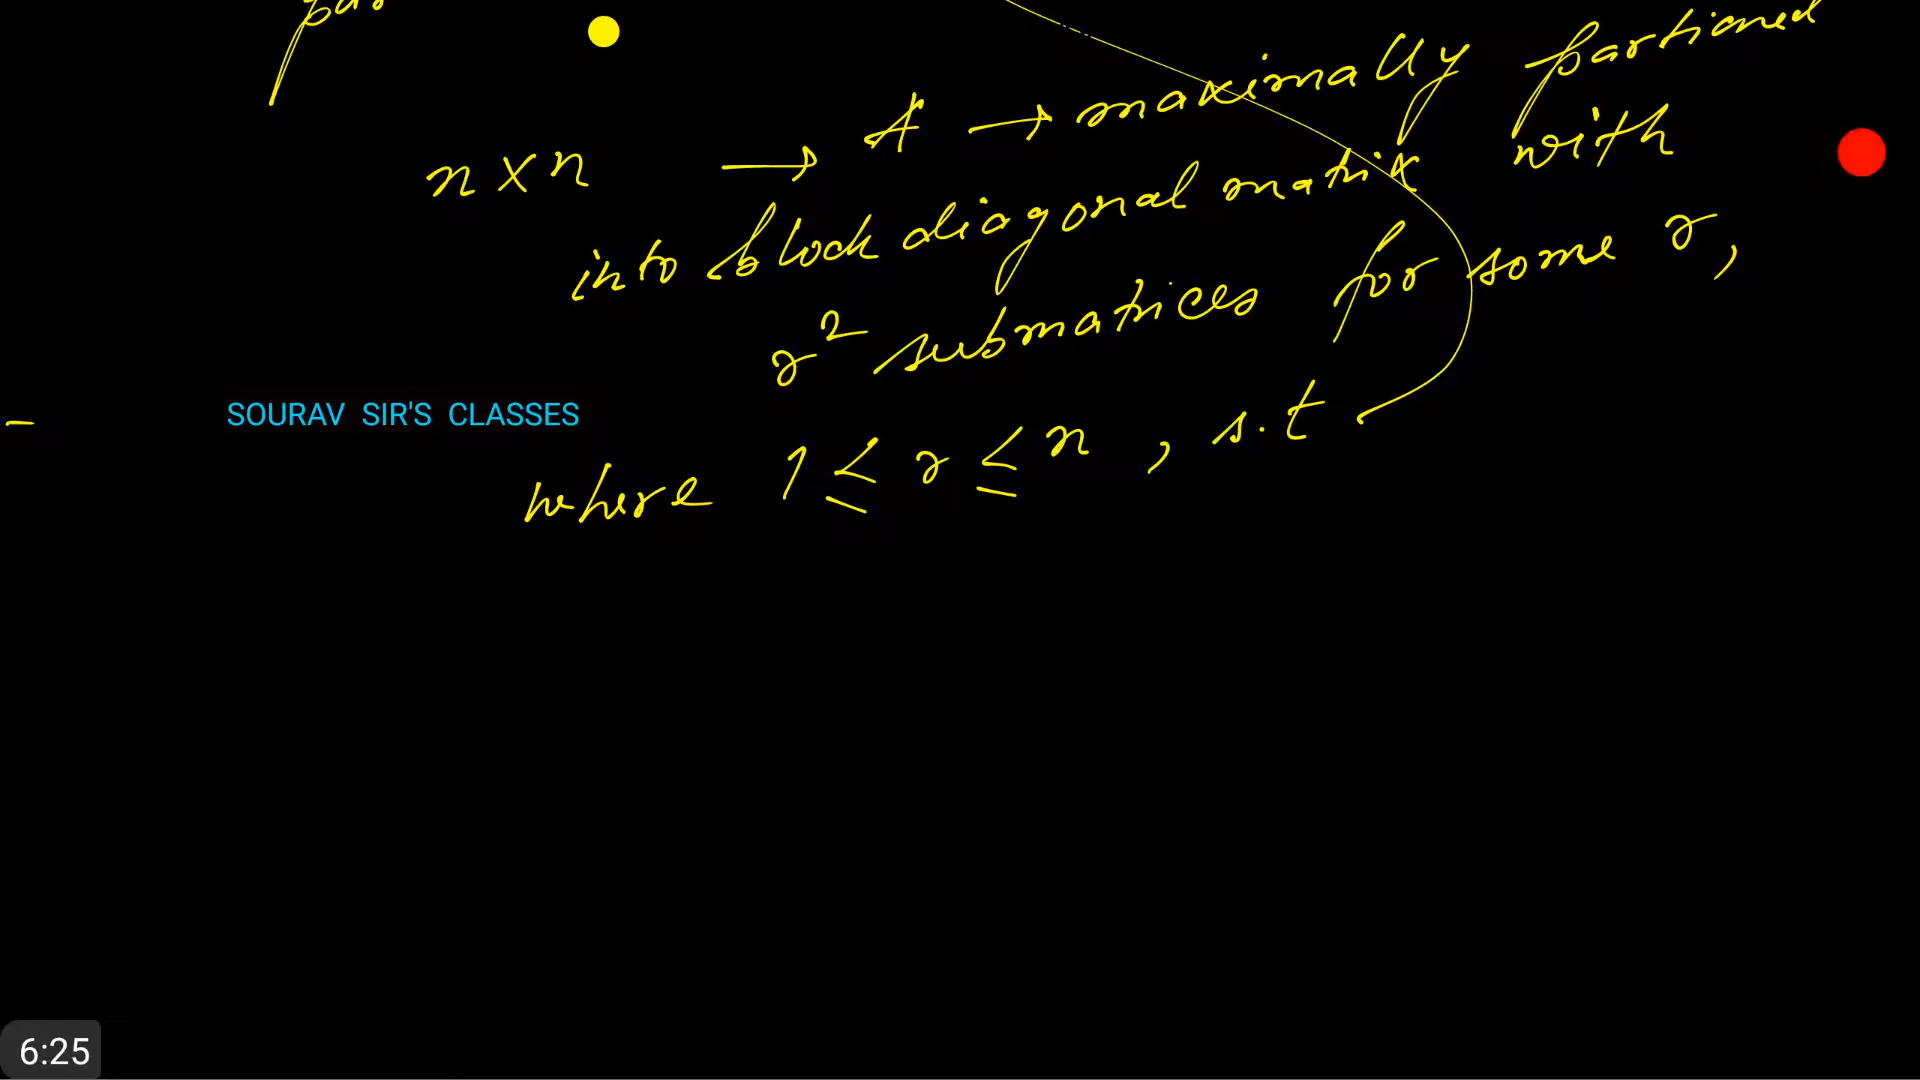 n × n → A → maximally partioned
into block diagonal matrix with
r² submatrices for some r,
SOURAV SIR'S CLASSES
where 1 ≤ r ≤ n , s.t
6:25